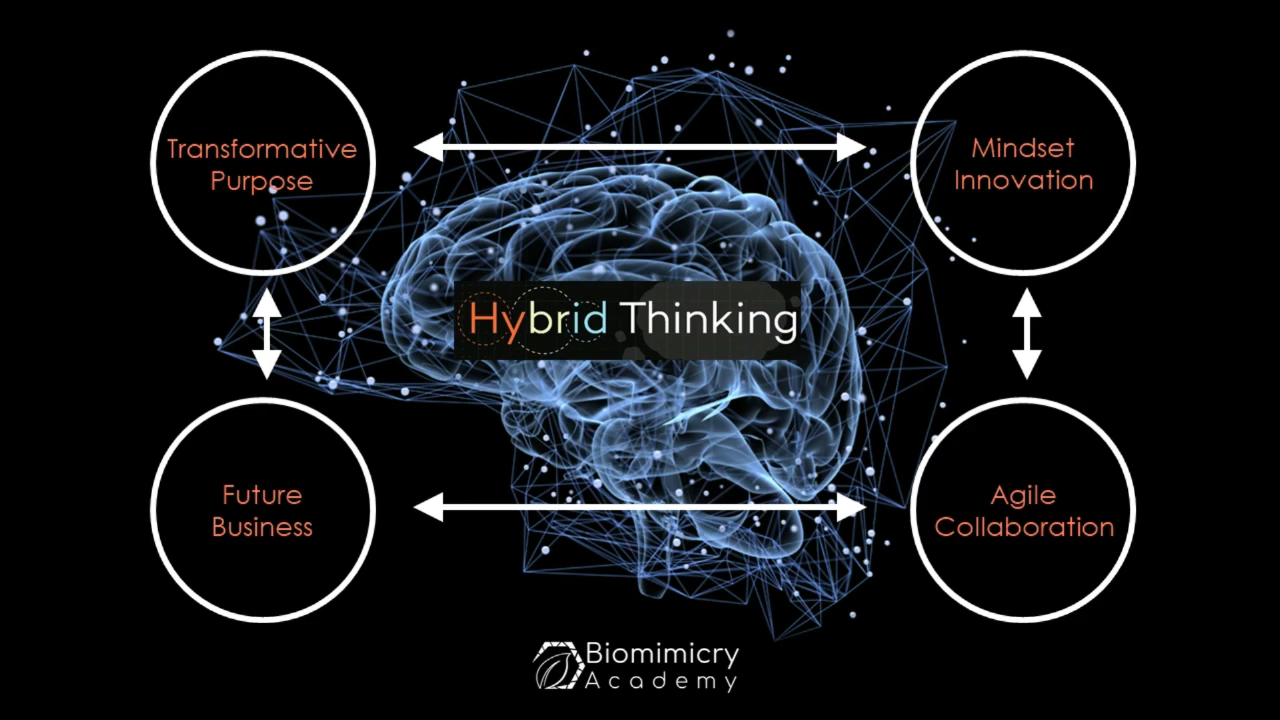 Transformative
Purpose
Mindset
Innovation
Hybrid Thinking
Future
Business
Agile
Collaboration
Biomimicry
Academy